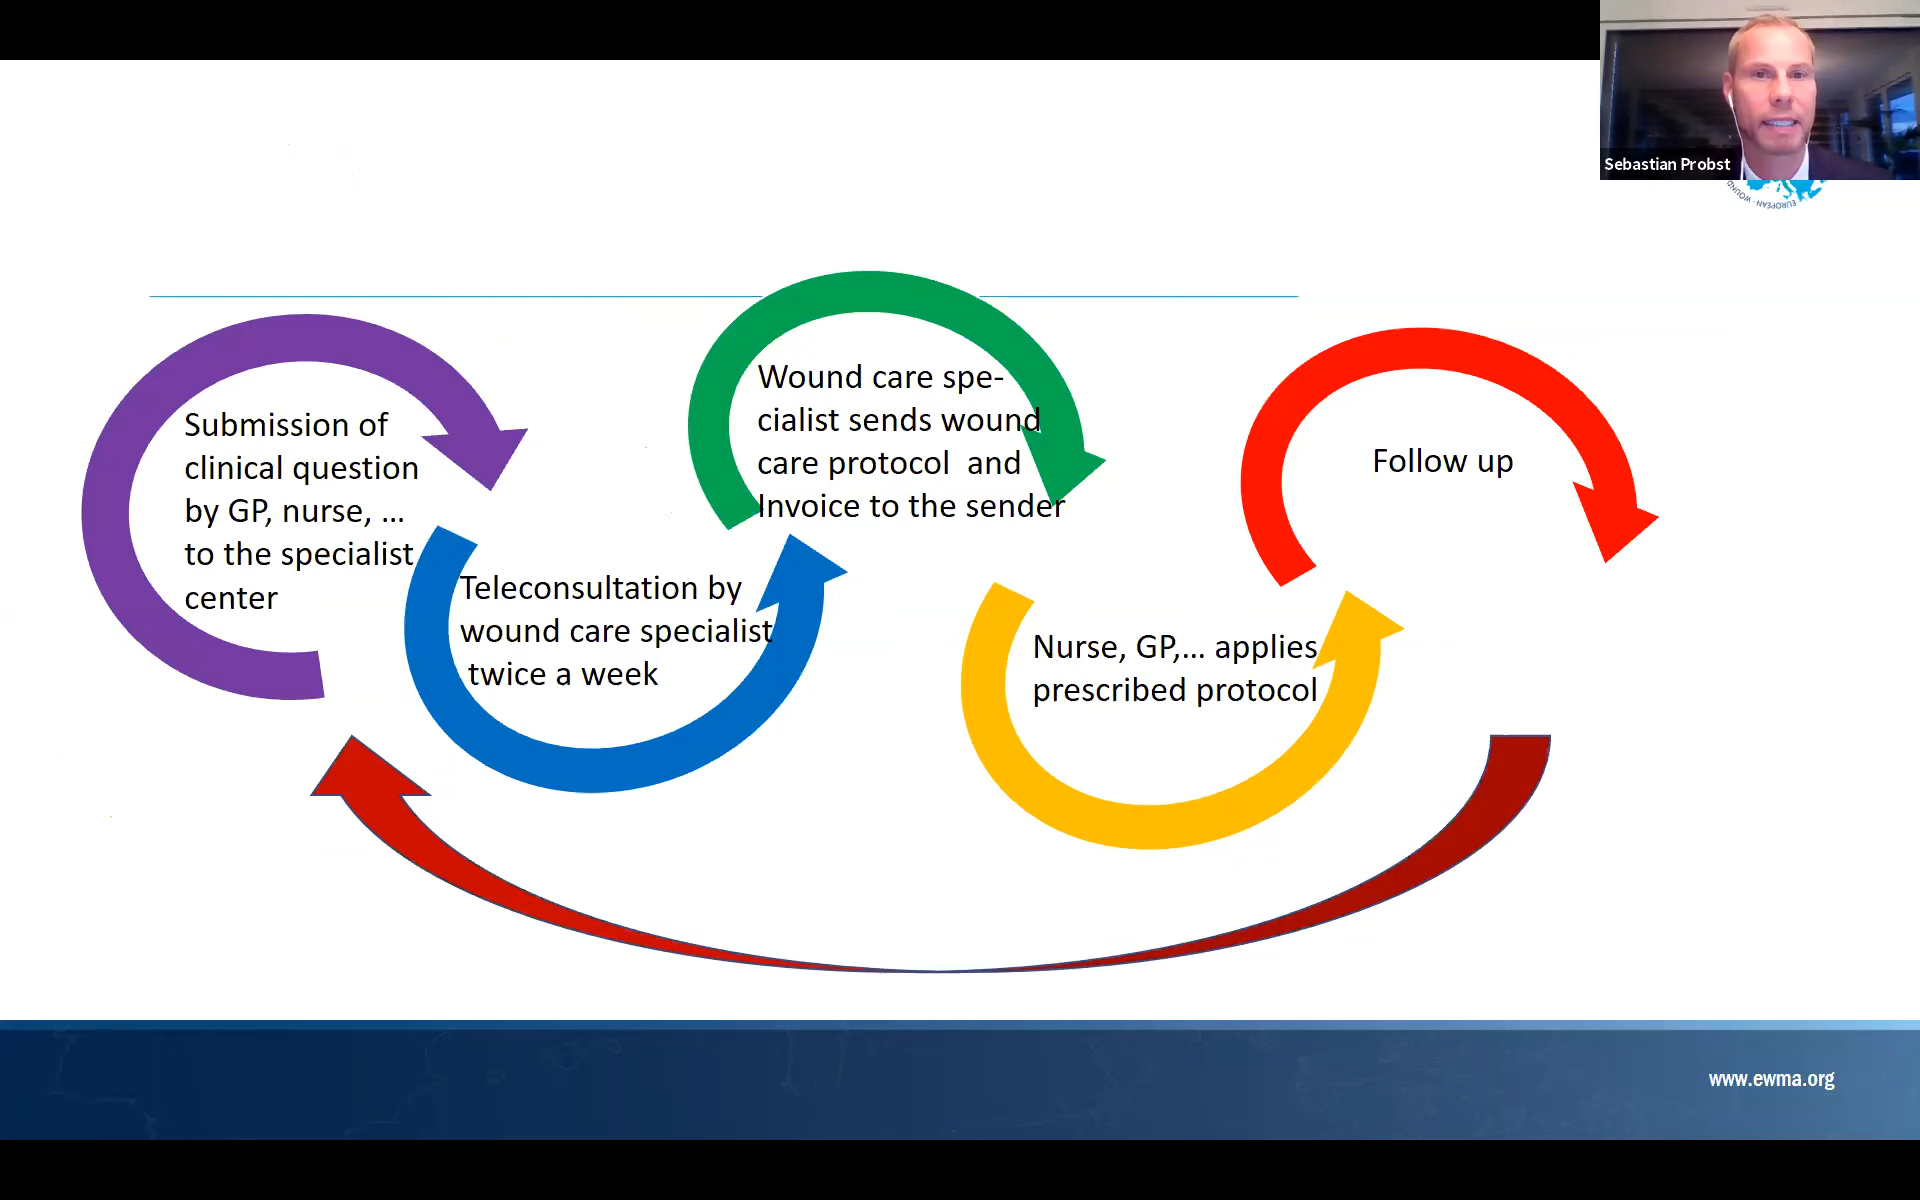 Sebastian Probst
EUROPEAN · WOUND
Submission of
clinical question
by GP, nurse, ...
to the specialist
center
Teleconsultation by
wound care specialist
twice a week
Wound care spe-
cialist sends wound
care protocol  and
Invoice to the sender
Nurse, GP,... applies
prescribed protocol
Follow up
www.ewma.org